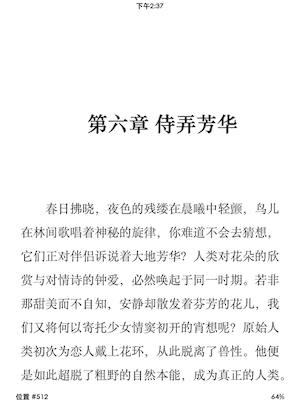 下午2:37
第六章 侍弄芳华
春日拂晓，夜色的残缕在晨曦中轻颤，鸟儿
在林间歌唱着神秘的旋律，你难道不会去猜想，
它们正对伴侣诉说着大地芳华？人类对花朵的欣
赏与对情诗的钟爱，必然唤起于同一时期。若非
那甜美而不自知，安静却散发着芬芳的花儿，我
们又将何以寄托少女情窦初开的宵想呢？原始人
类初次为恋人戴上花环，从此脱离了兽性。他便
是如此超脱了粗野的自然本能，成为真正的人类。
位置 #512 64%